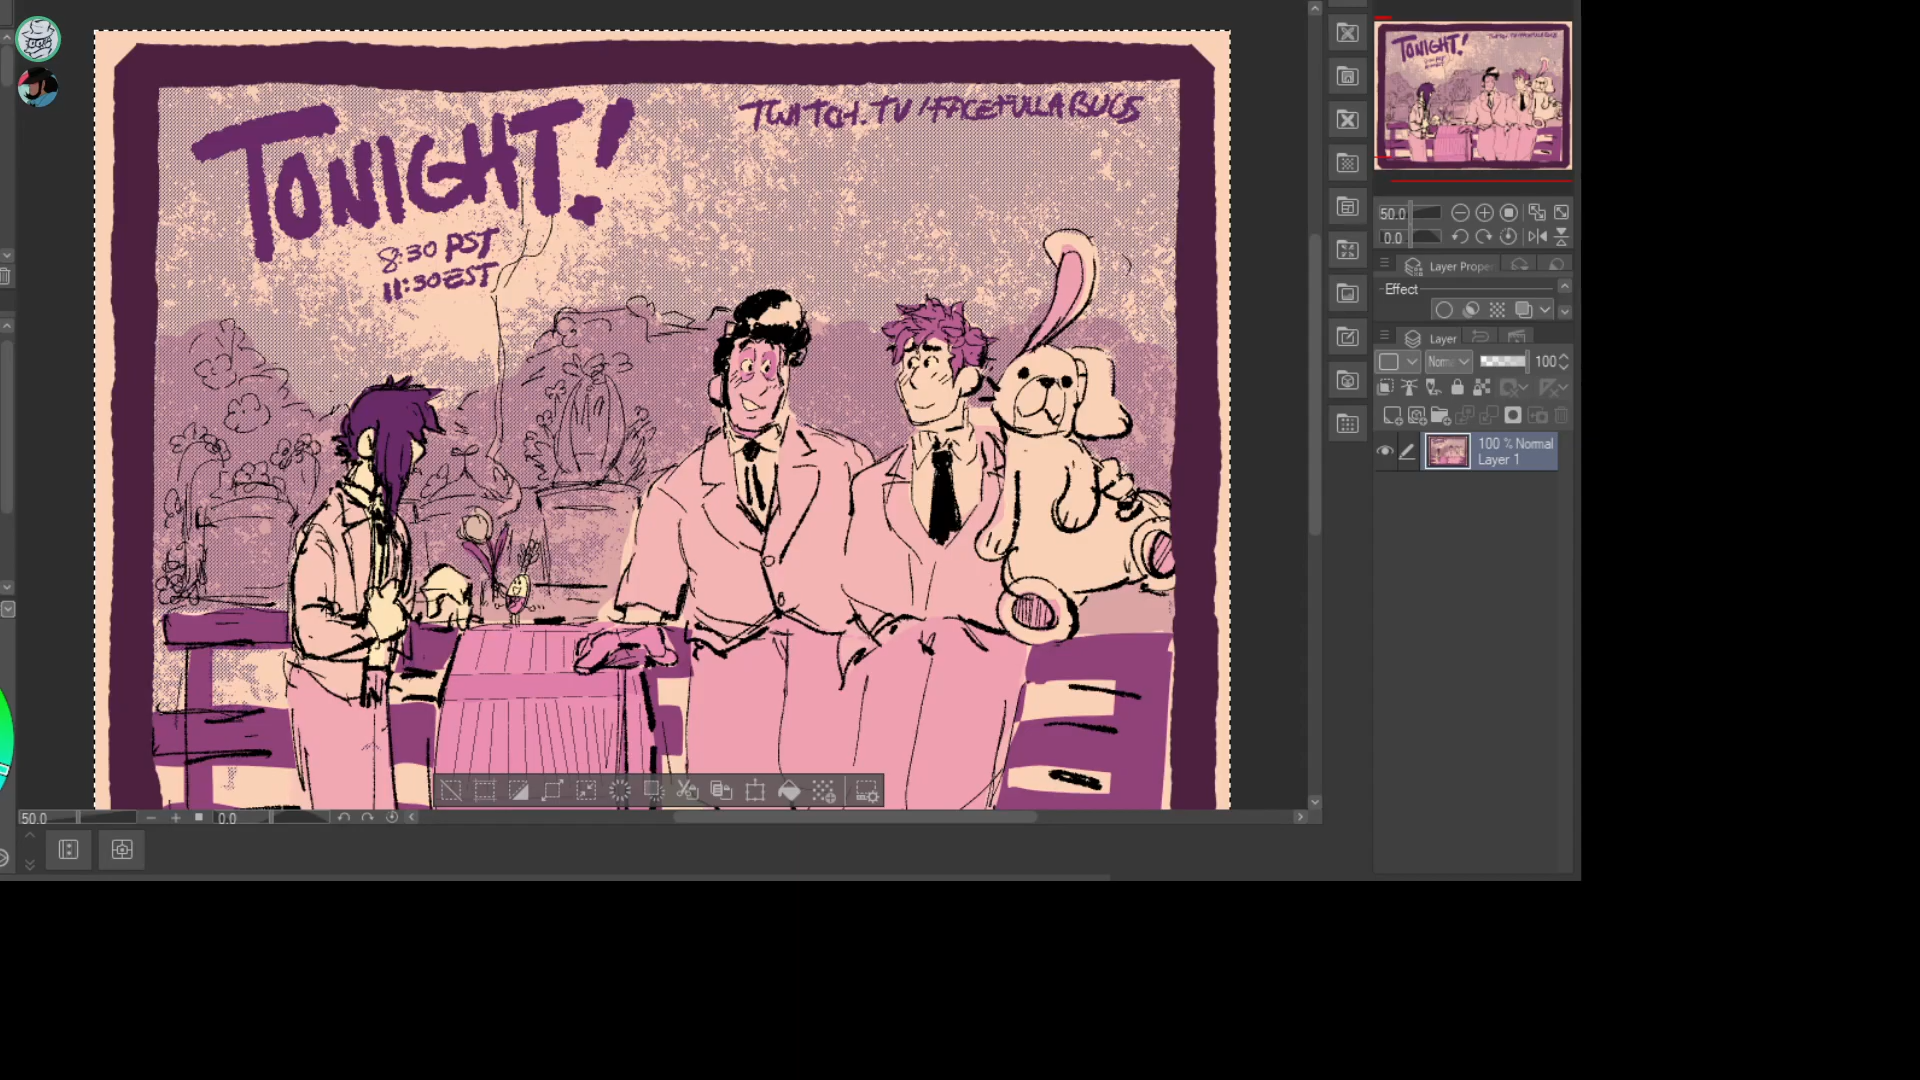 TONIGHT!
TWITCH.TV/FACEFULLABUGS
8:30 PST
11:30 EST
50.0
0.0
Layer Proper
Effect
Layer
Norma
100
100 % Normal
Layer 1
50.0
0.0